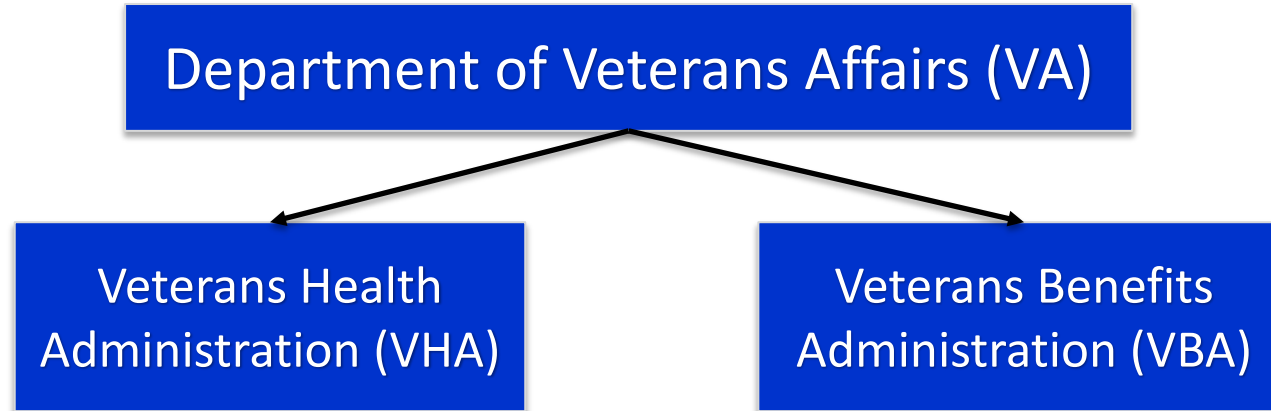 Department of Veterans Affairs (VA)
Veterans Health
Administration (VHA)
Veterans Benefits
Administration (VBA)